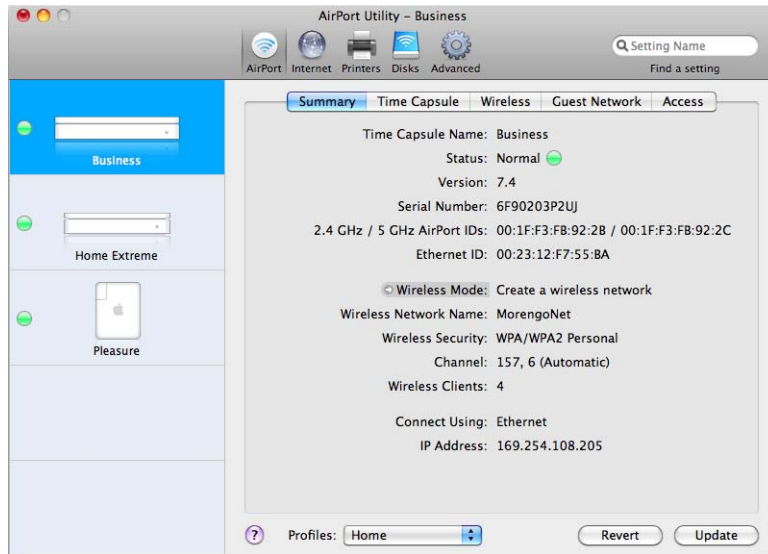 AirPort Utility – Business
AirPort Internet Printers Disks Advanced
Setting Name
Find a setting
Business
Home Extreme
Pleasure
Summary Time Capsule Wireless Guest Network Access
Time Capsule Name: Business
Status: Normal
Version: 7.4
Serial Number: 6F90203P2UJ
2.4 GHz / 5 GHz AirPort IDs: 00:1F:F3:FB:92:2B / 00:1F:F3:FB:92:2C
Ethernet ID: 00:23:12:F7:55:BA
Wireless Mode: Create a wireless network
Wireless Network Name: MorengoNet
Wireless Security: WPA/WPA2 Personal
Channel: 157, 6 (Automatic)
Wireless Clients: 4
Connect Using: Ethernet
IP Address: 169.254.108.205
? Profiles: Home Revert Update